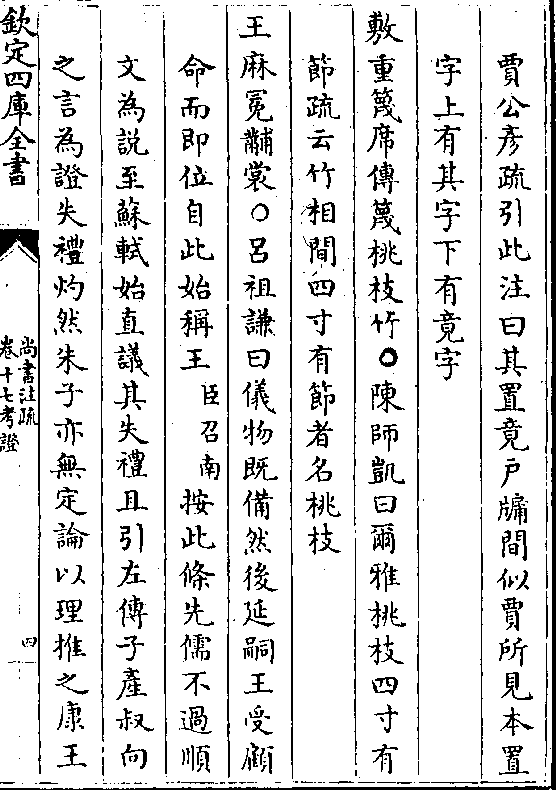 賈公彥疏引此注曰其置竟戶牖間似賈所見本置
字上有其字下有竟字
敷重篾席傳篾桃枝竹〇陳師凱曰爾雅桃枝四寸有
節疏云竹相間四寸有節者名桃枝
王麻冕黼裳〇呂祖謙曰儀物既備然後延嗣王受顧
命而即位自此始稱王臣召南按此條先儒不過順
文為說至蘇軾始直議其失禮且引左傳子產叔向
之言為證失禮灼然朱子亦無定論以理推之康王
欽定四庫全書
尚書注疏
卷十七考證
四